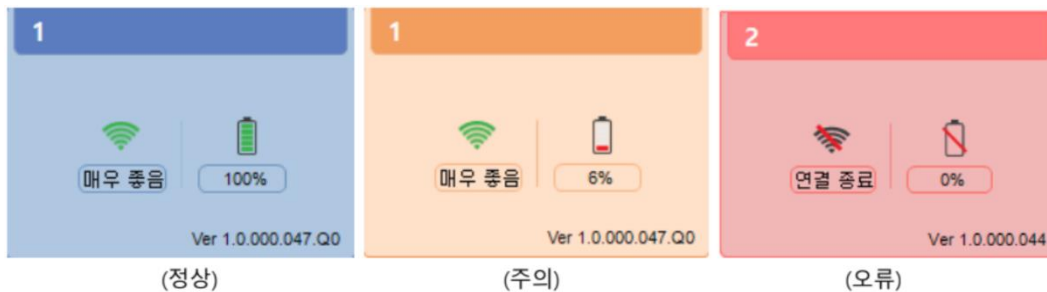 1
매우 좋음
100%
Ver 1.0.000.047.Q0
(정상)
1
매우 좋음
6%
Ver 1.0.000.047.Q0
(주의)
2
연결 종료
0%
Ver 1.0.000.044
(오류)